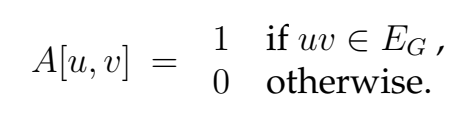 A[u, v] = 1 if uv ∈ E_G ,
0 otherwise.